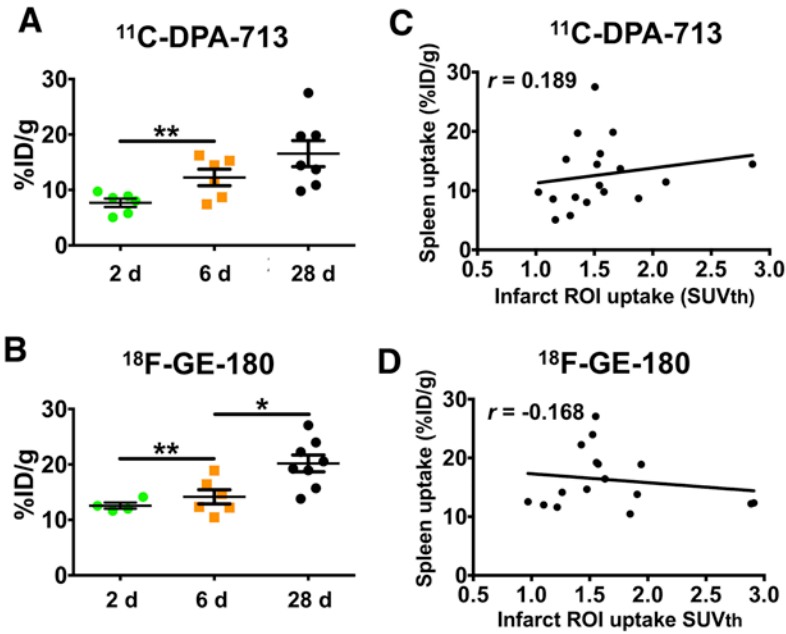 A
¹¹C-DPA-713
%ID/g
30
20
10
0
**
2 d
6 d
28 d
B
¹⁸F-GE-180
%ID/g
30
20
10
0
**
*
2 d
6 d
28 d
C
¹¹C-DPA-713
Spleen uptake (%ID/g)
30
20
10
0
r = 0.189
0.5
1.0
1.5
2.0
2.5
3.0
Infarct ROI uptake (SUVth)
D
¹⁸F-GE-180
Spleen uptake (%ID/g)
30
20
10
0
r = -0.168
0.5
1.0
1.5
2.0
2.5
3.0
Infarct ROI uptake SUVth